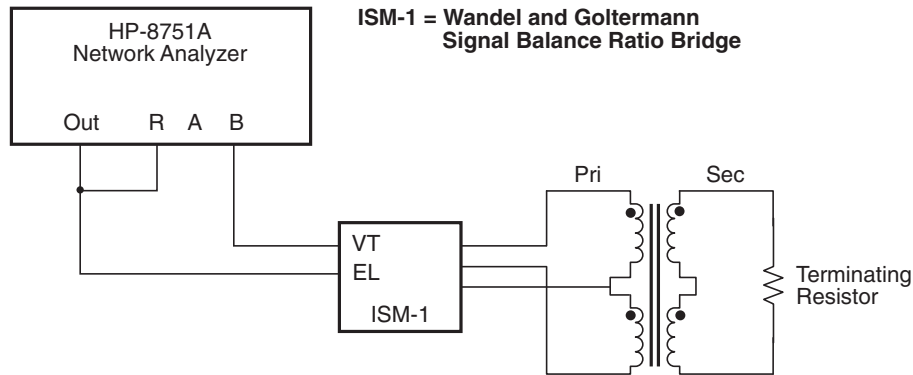 HP-8751A
Network Analyzer
Out R A B
ISM-1 = Wandel and Goltermann
Signal Balance Ratio Bridge
VT
EL
ISM-1
Pri
Sec
Terminating
Resistor